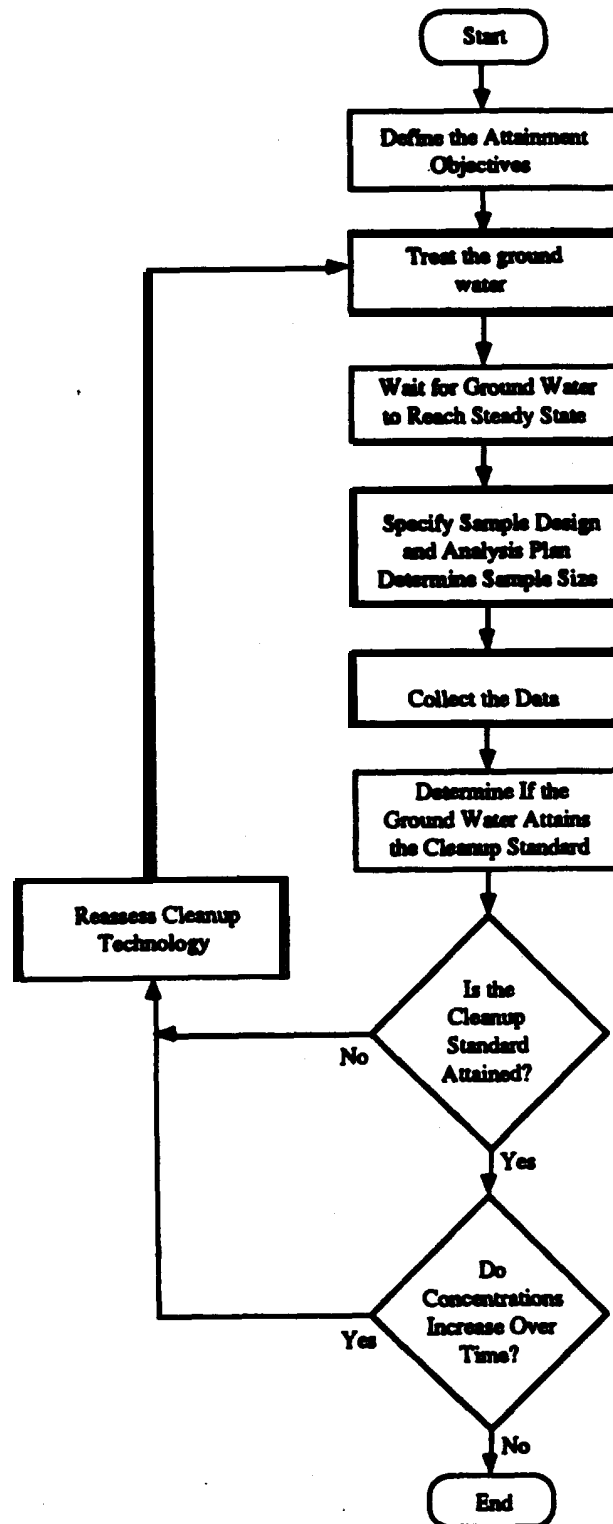 Start
Define the Attainment
Objectives
Treat the ground
water
Wait for Ground Water
to Reach Steady State
Specify Sample Design
and Analysis Plan
Determine Sample Size
Collect the Data
Determine If the
Ground Water Attains
the Cleanup Standard
Reassess Cleanup
Technology
Is the
Cleanup
Standard
Attained?
No
Yes
Do
Concentrations
Increase Over
Time?
Yes
No
End